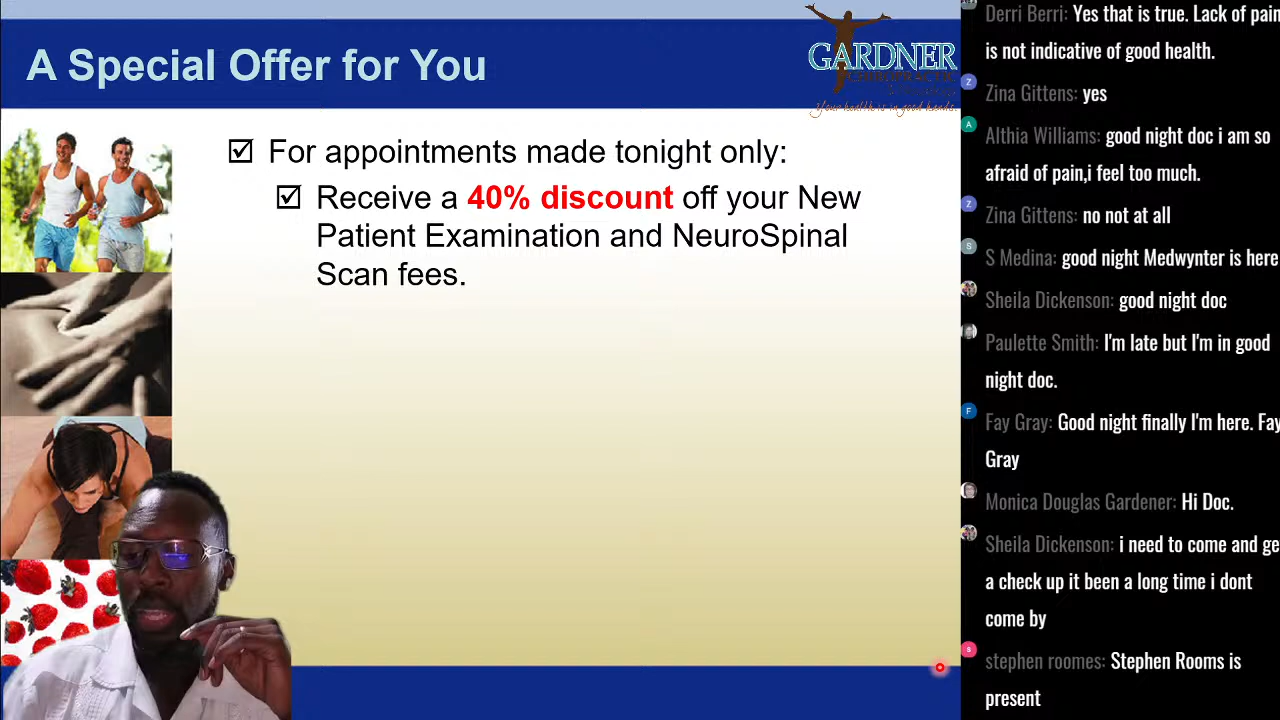 A Special Offer for You
GARDNER
CHIROPRACTIC
Your health is in good hands.
For appointments made tonight only:
Receive a 40% discount off your New
Patient Examination and NeuroSpinal
Scan fees.
Derri Berri: Yes that is true. Lack of pain
is not indicative of good health.
Z
Zina Gittens: yes
A
Althia Williams: good night doc i am so
afraid of pain,i feel too much.
Z
Zina Gittens: no not at all
S
S Medina: good night Medwynter is here
Sheila Dickenson: good night doc
Paulette Smith: I'm late but I'm in good
night doc.
F
Fay Gray: Good night finally I'm here. Fay
Gray
Monica Douglas Gardener: Hi Doc.
Sheila Dickenson: i need to come and ge
a check up it been a long time i dont
come by
S
stephen roomes: Stephen Rooms is
present